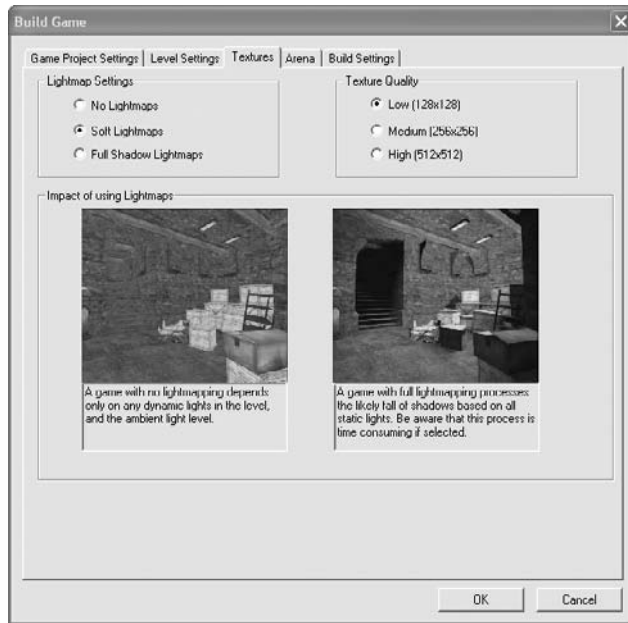 Build Game
Game Project Settings Level Settings Textures Arena Build Settings
Lightmap Settings
No Lightmaps
Soft Lightmaps
Full Shadow Lightmaps
Texture Quality
Low (128x128)
Medium (256x256)
High (512x512)
Impact of using Lightmaps
A game with no lightmapping depends
only on any dynamic lights in the level,
and the ambient light level.
A game with full lightmapping processes
the likely fall of shadows based on all
static lights. Be aware that this process is
time consuming if selected.
OK
Cancel